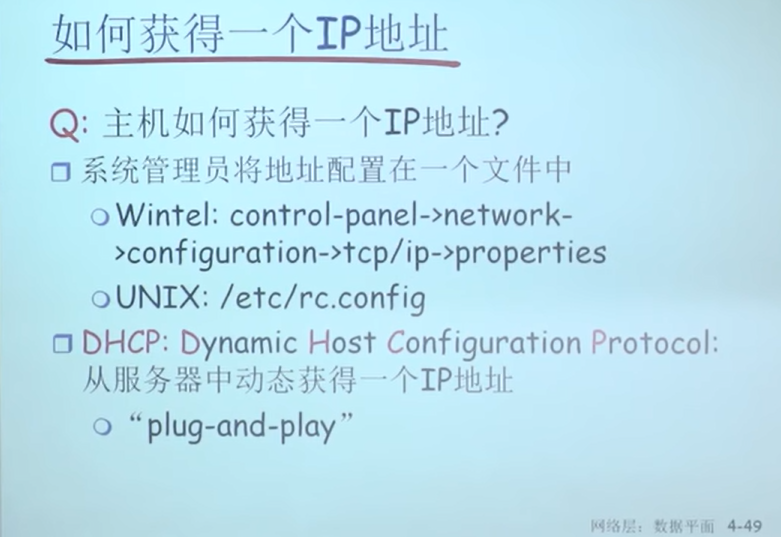 如何获得一个IP地址
Q: 主机如何获得一个IP地址?
系统管理员将地址配置在一个文件中
Wintel: control-panel->network-
>configuration->tcp/ip->properties
UNIX: /etc/rc.config
DHCP: Dynamic Host Configuration Protocol:
从服务器中动态获得一个IP地址
“plug-and-play”
网络层：数据平面 4-49